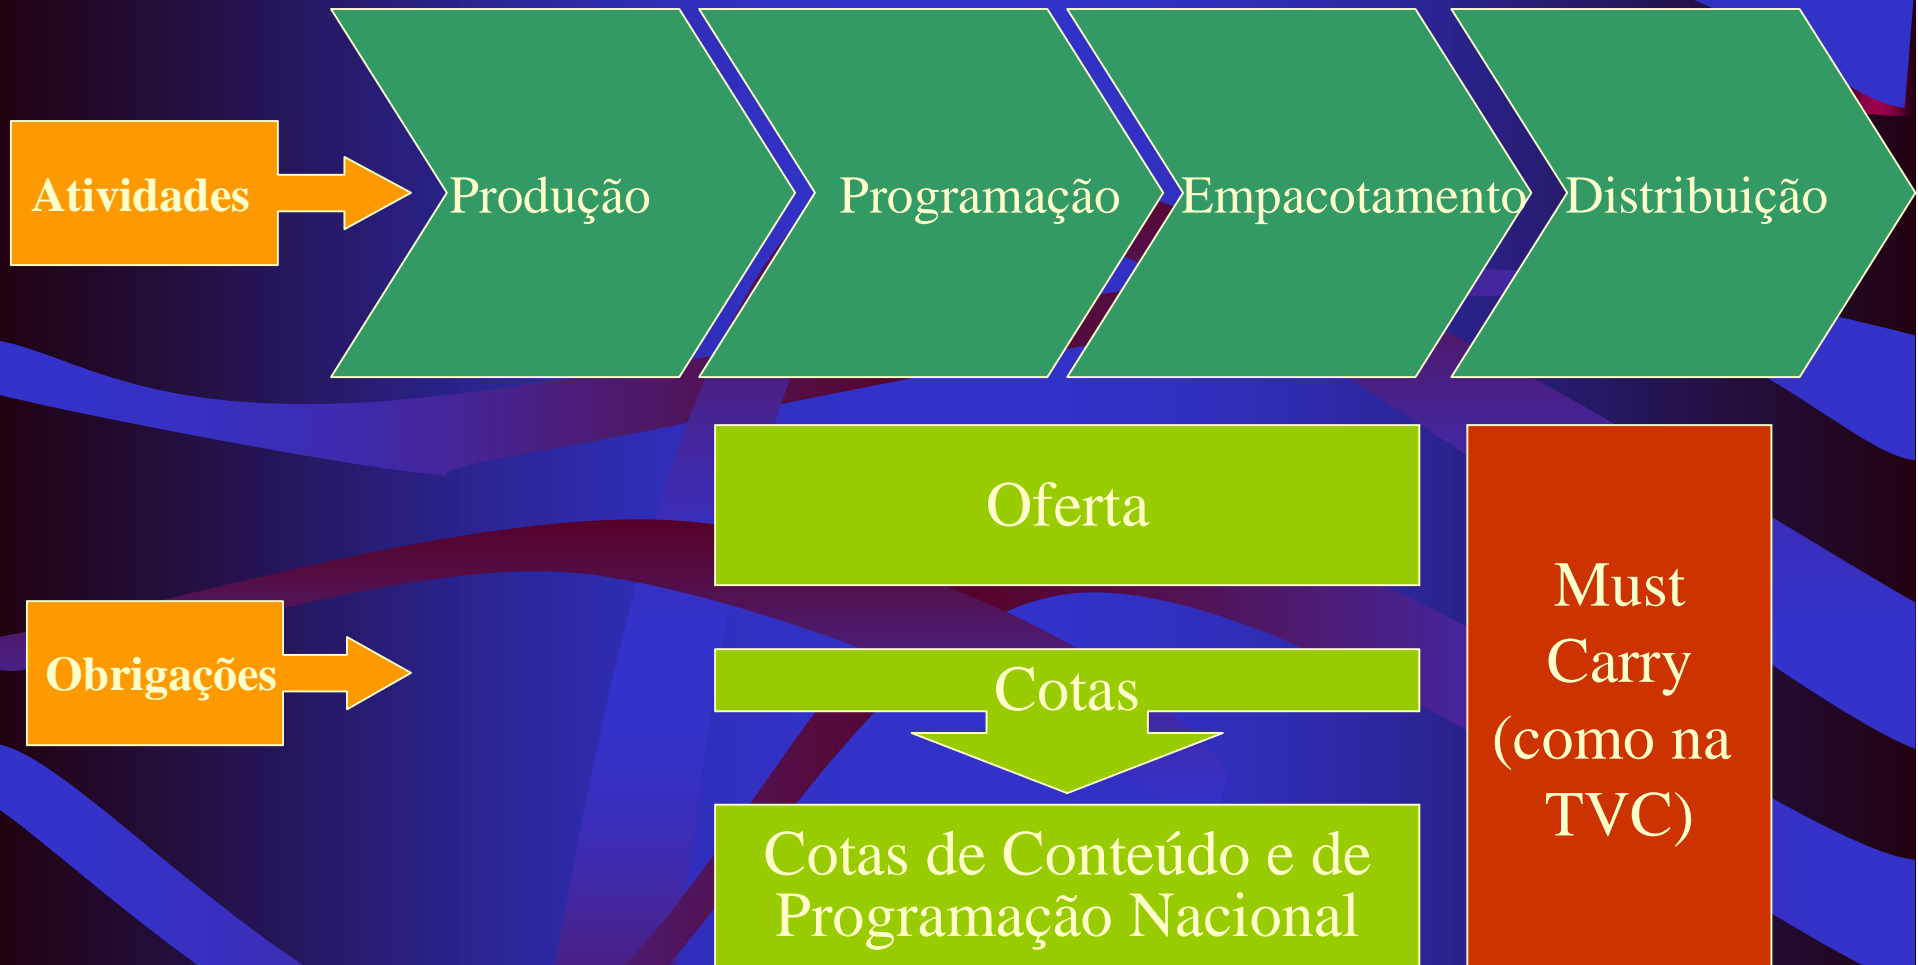 Atividades
Produção
Programação
Empacotamento
Distribuição
Oferta
Obrigações
Cotas
Cotas de Conteúdo e de
Programação Nacional
Must
Carry
(como na
TVC)